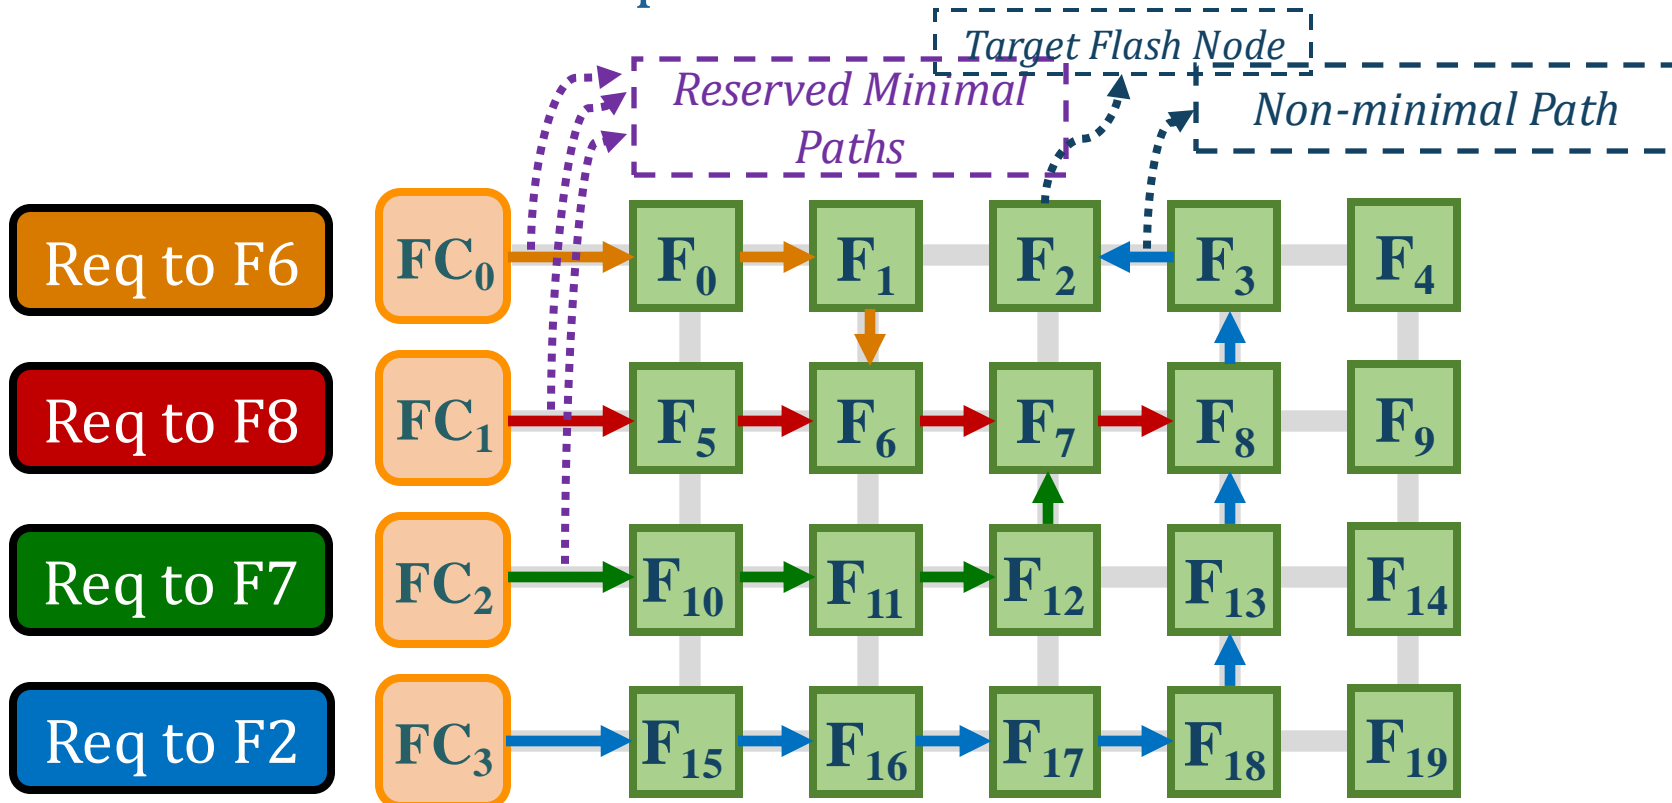 Target Flash Node
Reserved Minimal
Paths
Non-minimal Path
Req to F6
FC0
F0
F1
F2
F3
F4
Req to F8
FC1
F5
F6
F7
F8
F9
Req to F7
FC2
F10
F11
F12
F13
F14
Req to F2
FC3
F15
F16
F17
F18
F19